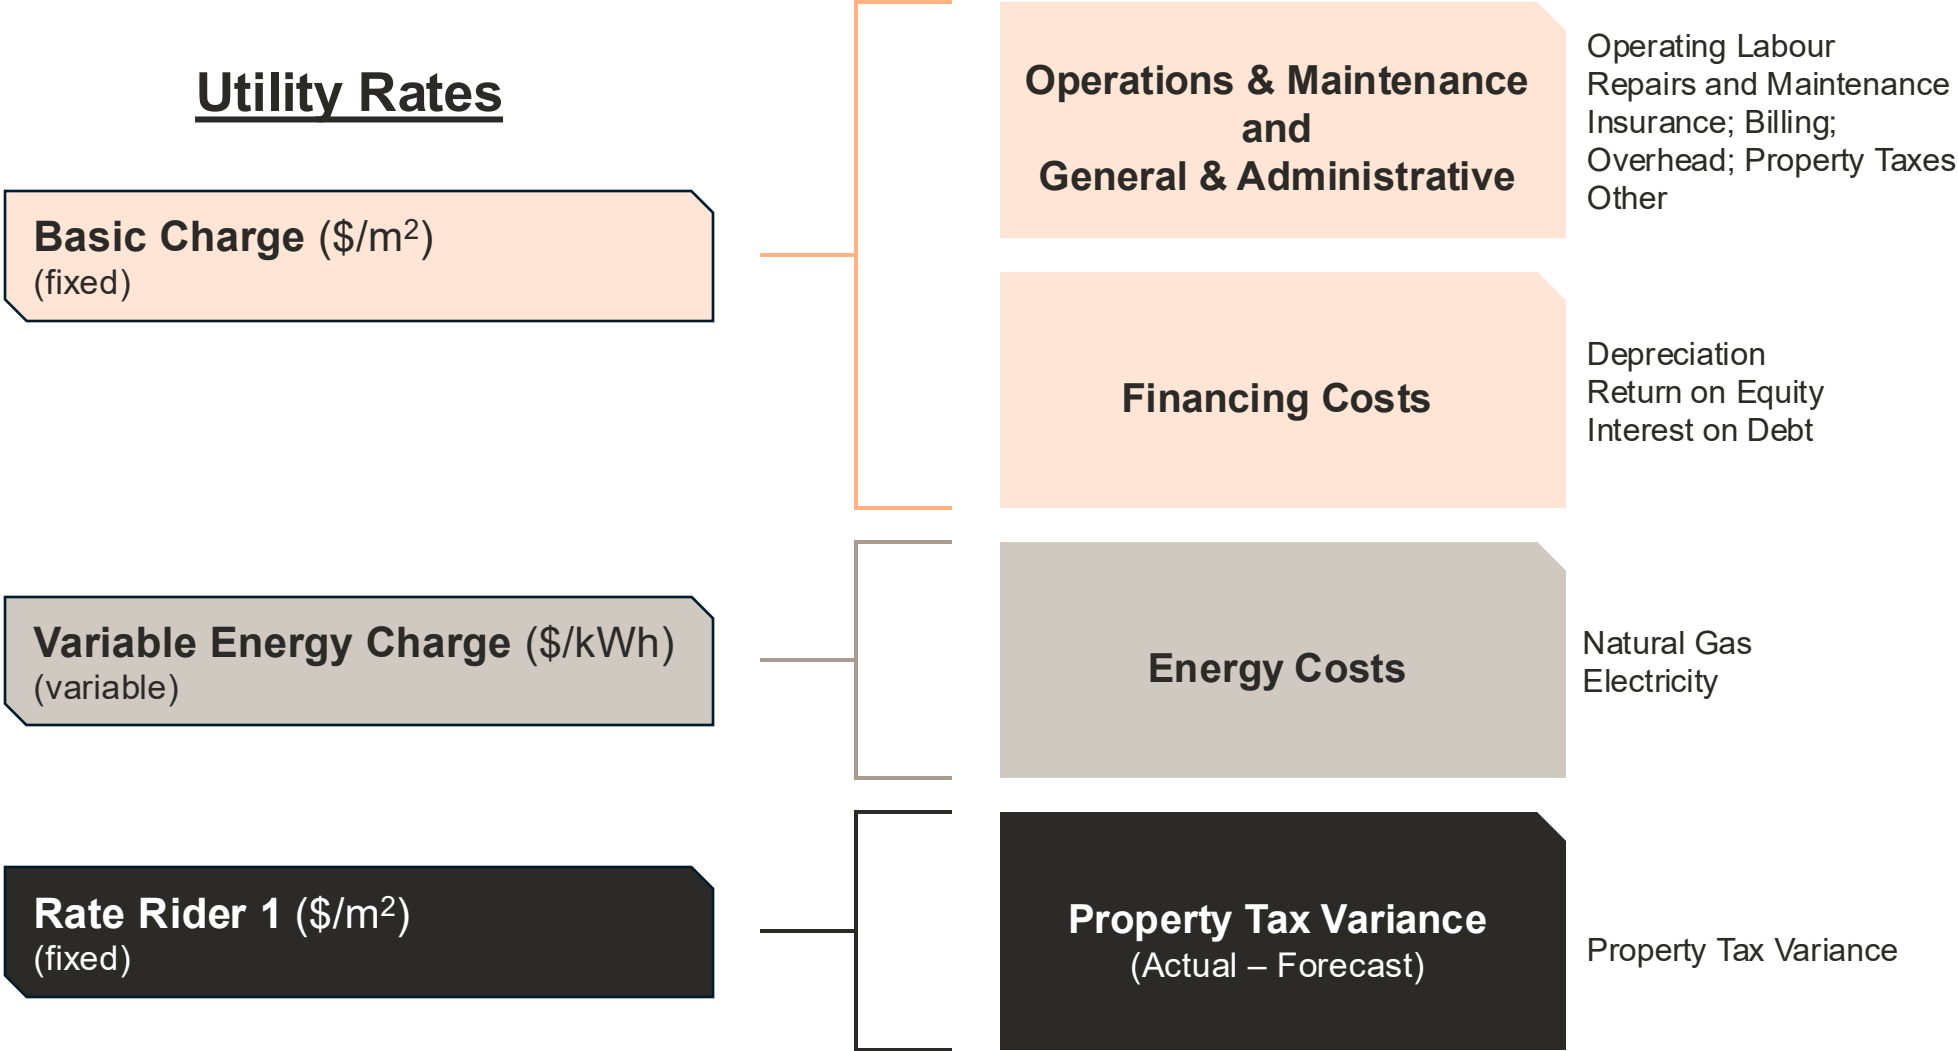 Utility Rates
Basic Charge ($/m²)
(fixed)
Operations & Maintenance
and
General & Administrative
Operating Labour
Repairs and Maintenance
Insurance; Billing;
Overhead; Property Taxes
Other
Financing Costs
Depreciation
Return on Equity
Interest on Debt
Variable Energy Charge ($/kWh)
(variable)
Energy Costs
Natural Gas
Electricity
Rate Rider 1 ($/m²)
(fixed)
Property Tax Variance
(Actual – Forecast)
Property Tax Variance